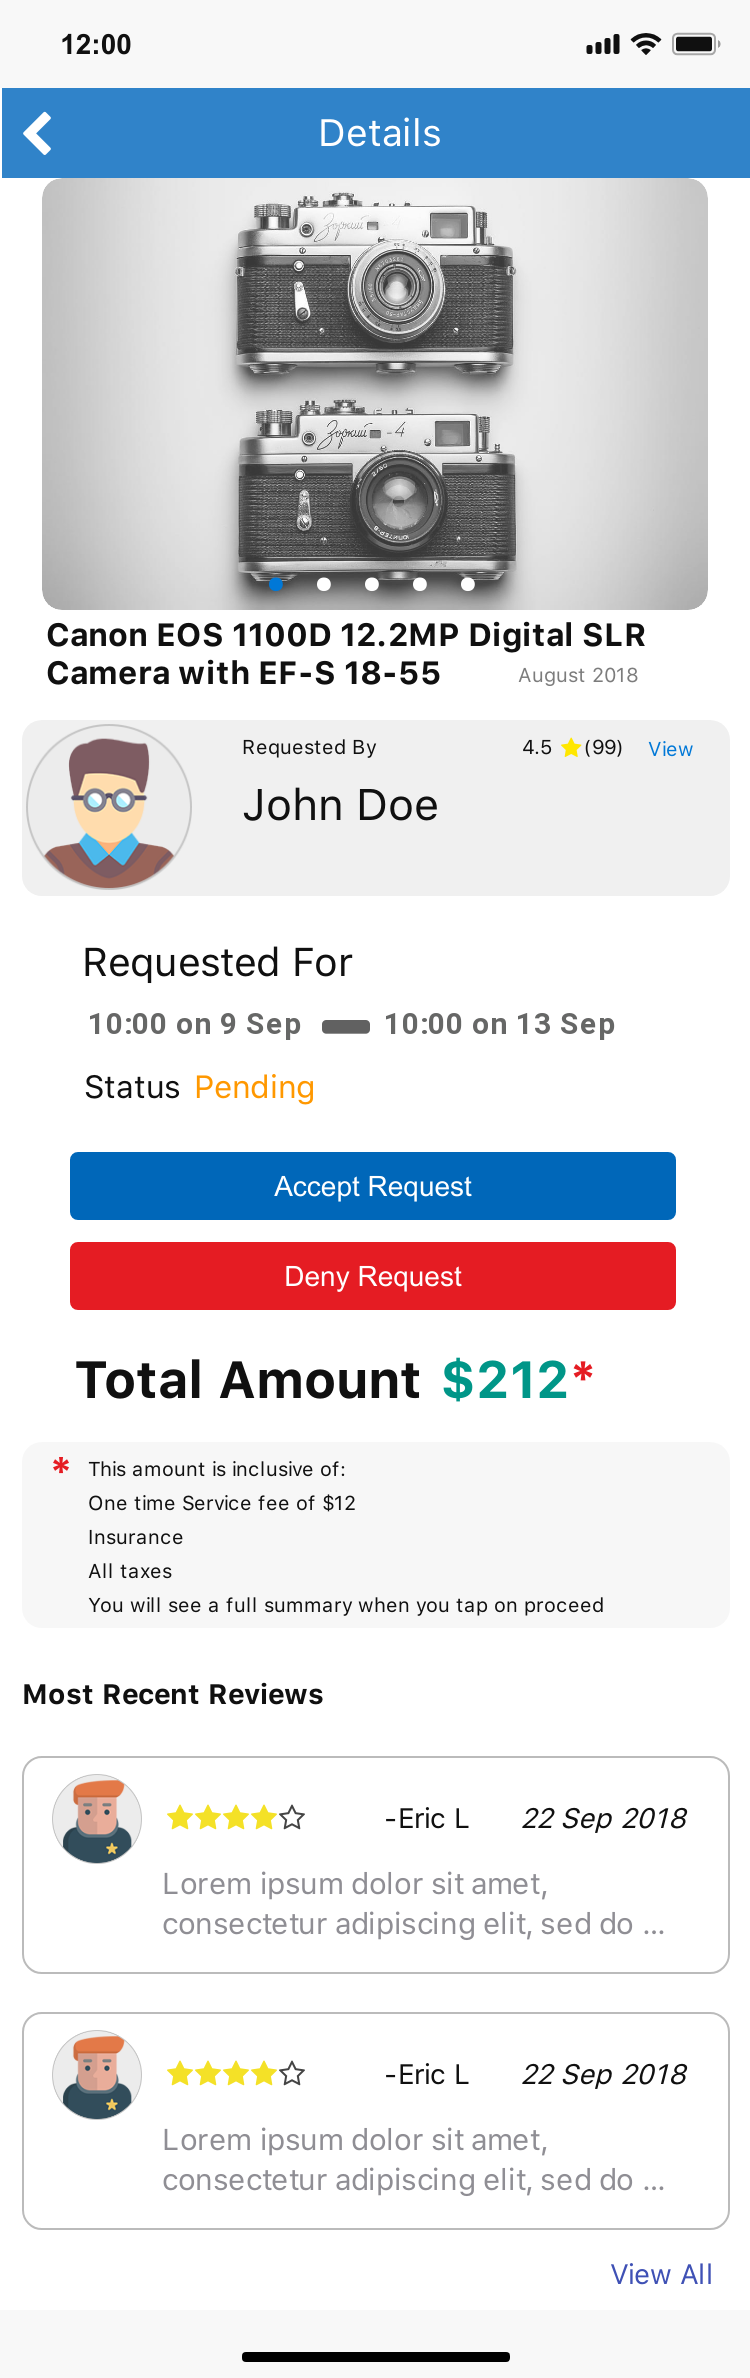 12:00
Details
Зоркий - 4
Зоркий - 4
Canon EOS 1100D 12.2MP Digital SLR
Camera with EF-S 18-55
August 2018
Requested By 4.5 (99) View
John Doe
Requested For
10:00 on 9 Sep 10:00 on 13 Sep
Status Pending
Accept Request
Deny Request
Total Amount $212*
* This amount is inclusive of:
One time Service fee of $12
Insurance
All taxes
You will see a full summary when you tap on proceed
Most Recent Reviews
-Eric L 22 Sep 2018
Lorem ipsum dolor sit amet,
consectetur adipiscing elit, sed do ...
-Eric L 22 Sep 2018
Lorem ipsum dolor sit amet,
consectetur adipiscing elit, sed do ...
View All